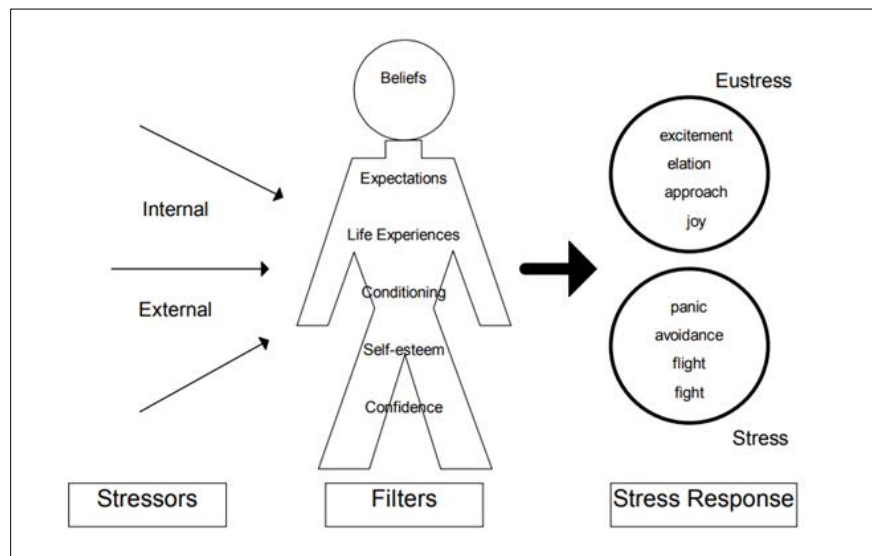 Beliefs
Expectations
Life Experiences
Conditioning
Self-esteem
Confidence
Internal
External
Eustress
excitement
elation
approach
joy
panic
avoidance
flight
fight
Stress
Stressors
Filters
Stress Response